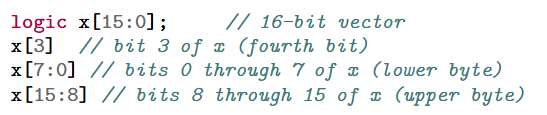 logic x[15:0];      // 16-bit vector
x[3]  // bit 3 of x (fourth bit)
x[7:0] // bits 0 through 7 of x (lower byte)
x[15:8] // bits 8 through 15 of x (upper byte)